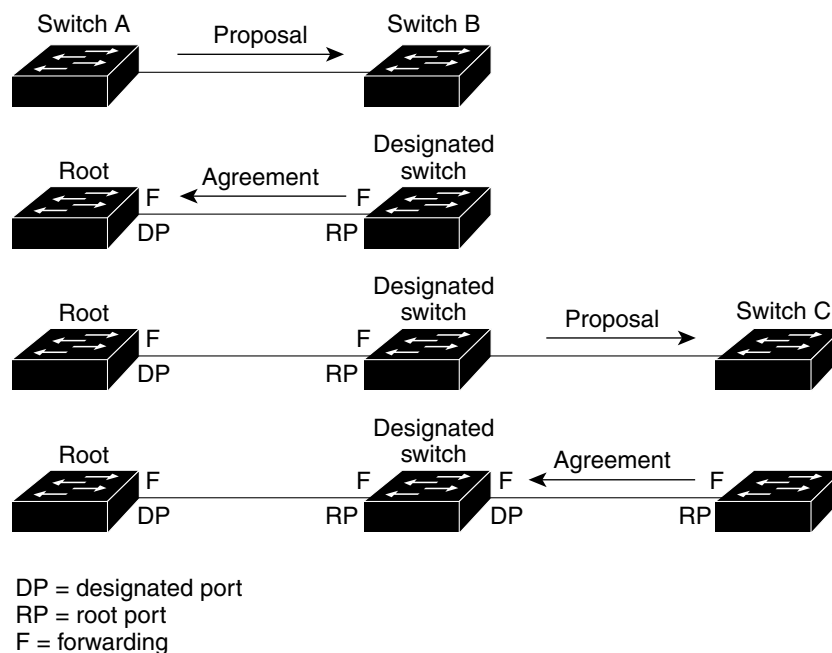 Switch A
Proposal
Switch B
Root
F
Agreement
F
Designated
switch
DP
RP
Root
F
F
Designated
switch
Proposal
Switch C
DP
RP
Root
F
F
Designated
switch
F
Agreement
F
DP
RP
DP
RP
DP = designated port
RP = root port
F = forwarding